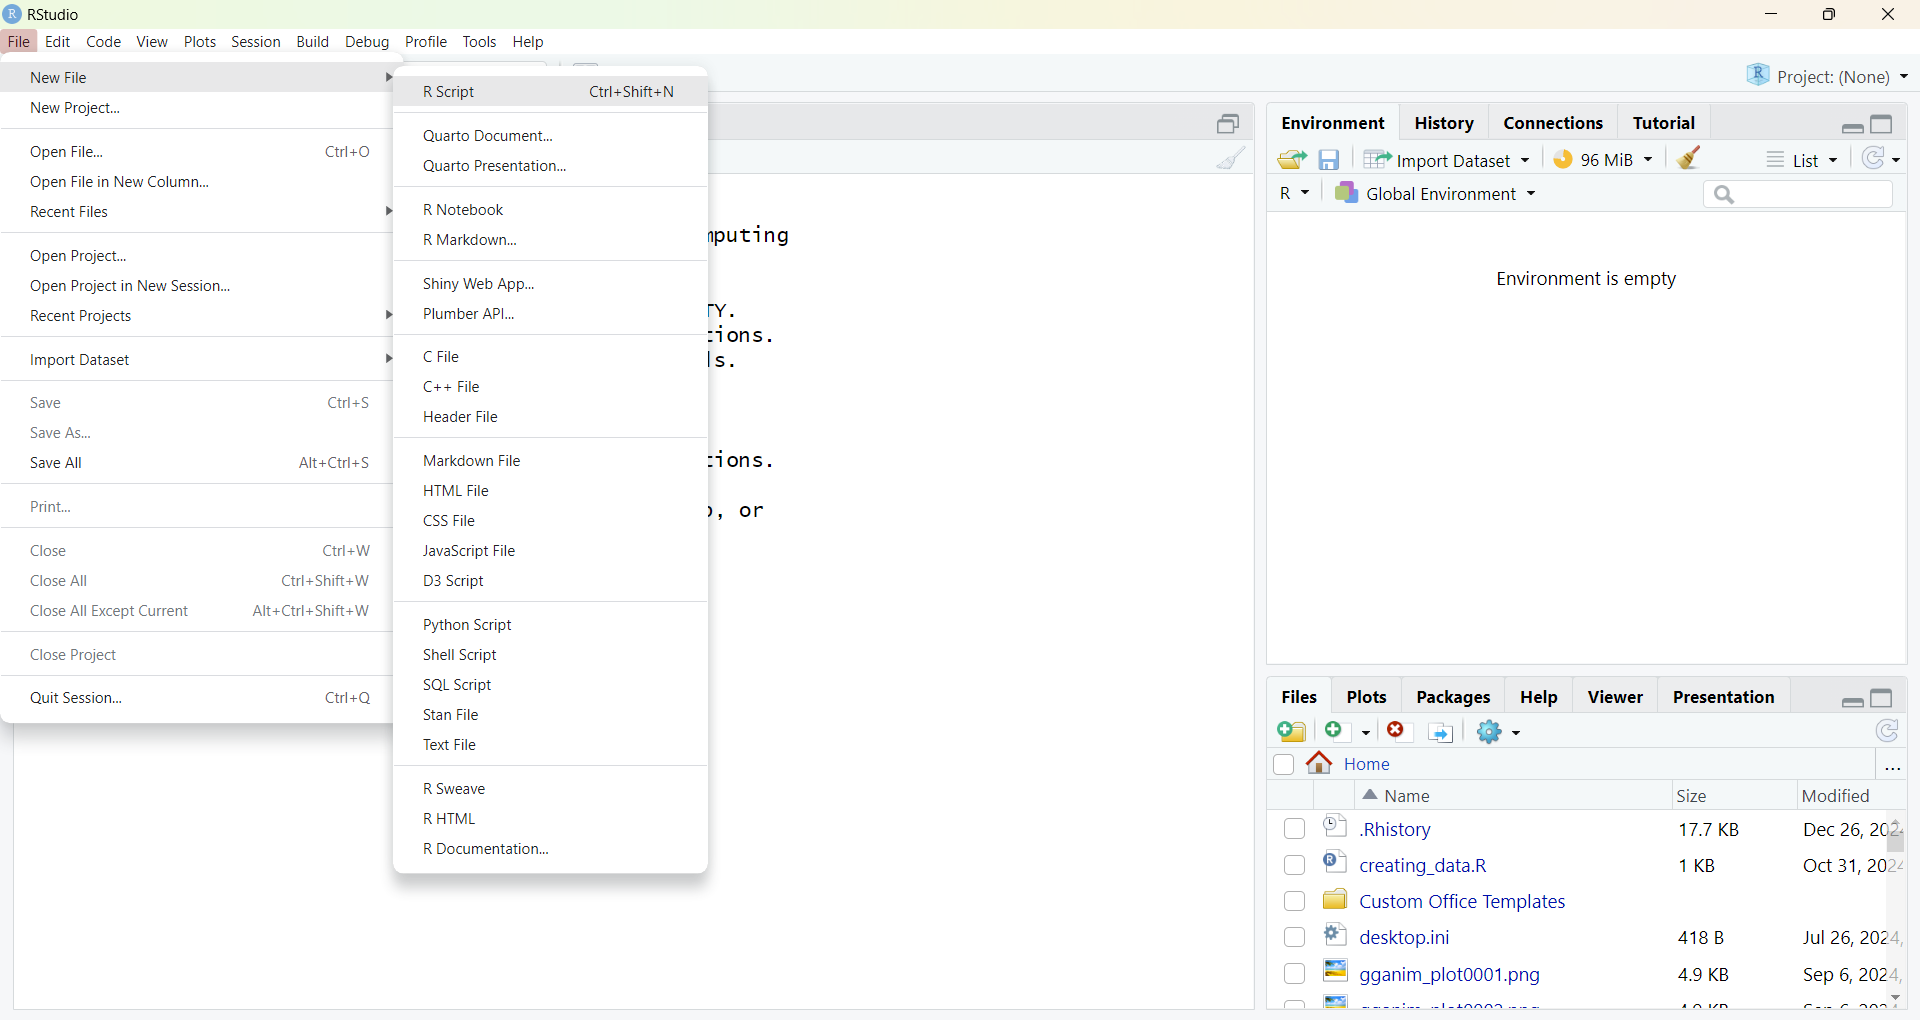 RStudio
File Edit Code View Plots Session Build Debug Profile Tools Help
Project: (None)
New File
New Project...
Open File... Ctrl+O
Open File in New Column...
Recent Files
Open Project...
Open Project in New Session...
Recent Projects
Import Dataset
Save Ctrl+S
Save As...
Save All Alt+Ctrl+S
Print...
Close Ctrl+W
Close All Ctrl+Shift+W
Close All Except Current Alt+Ctrl+Shift+W
Close Project
Quit Session... Ctrl+Q
R Script Ctrl+Shift+N
Quarto Document...
Quarto Presentation...
R Notebook
R Markdown...
Shiny Web App...
Plumber API...
C File
C++ File
Header File
Markdown File
HTML File
CSS File
JavaScript File
D3 Script
Python Script
Shell Script
SQL Script
Stan File
Text File
R Sweave
R HTML
R Documentation...
mputing
TY.
tions.
ls.
tions.
, or
Environment History Connections Tutorial
Import Dataset 96 MiB List
R Global Environment
Environment is empty
Files Plots Packages Help Viewer Presentation
Home ...
Name Size Modified
.Rhistory 17.7 KB Dec 26, 2024
creating_data.R 1 KB Oct 31, 2024
Custom Office Templates
desktop.ini 418 B Jul 26, 2024,
gganim_plot0001.png 4.9 KB Sep 6, 2024,